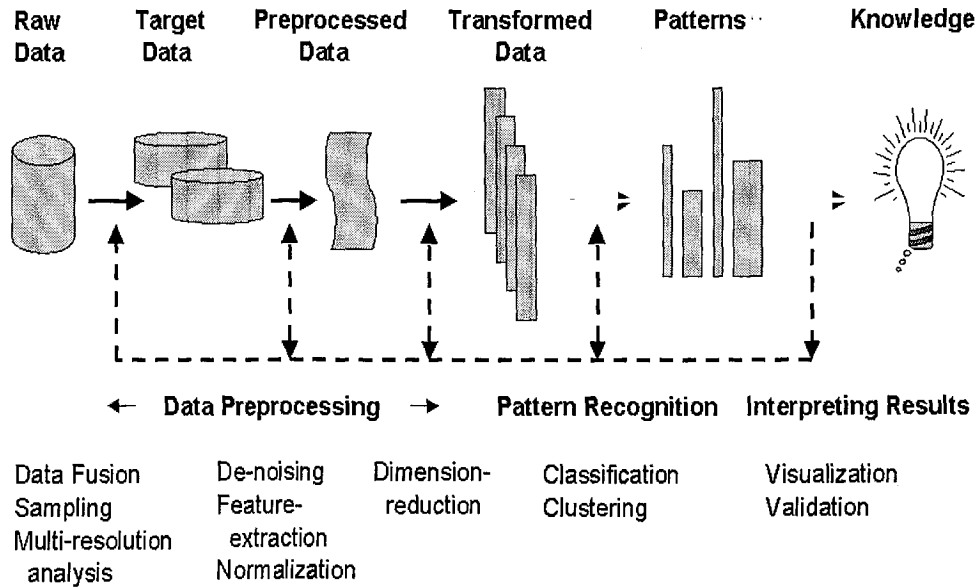 Raw Data
Target Data
Preprocessed Data
Transformed Data
Patterns
Knowledge
Data Preprocessing
Pattern Recognition
Interpreting Results
Data Fusion
Sampling
Multi-resolution
analysis
De-noising
Feature-
extraction
Normalization
Dimension-
reduction
Classification
Clustering
Visualization
Validation